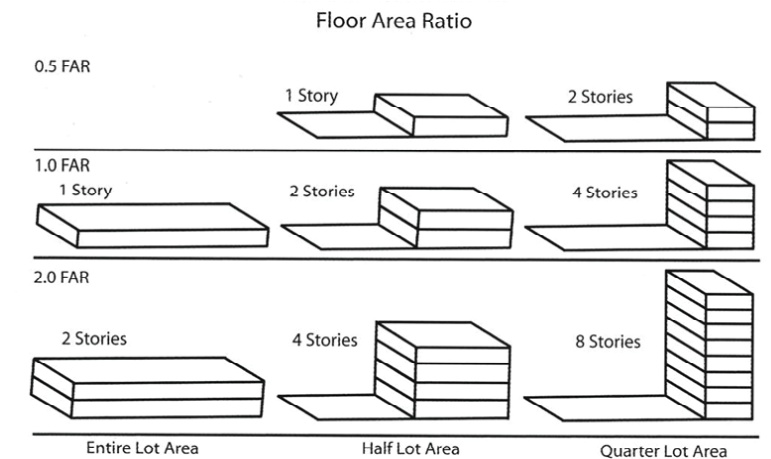 Floor Area Ratio
0.5 FAR
1 Story
2 Stories
1.0 FAR
1 Story
2 Stories
4 Stories
2.0 FAR
2 Stories
4 Stories
8 Stories
Entire Lot Area
Half Lot Area
Quarter Lot Area